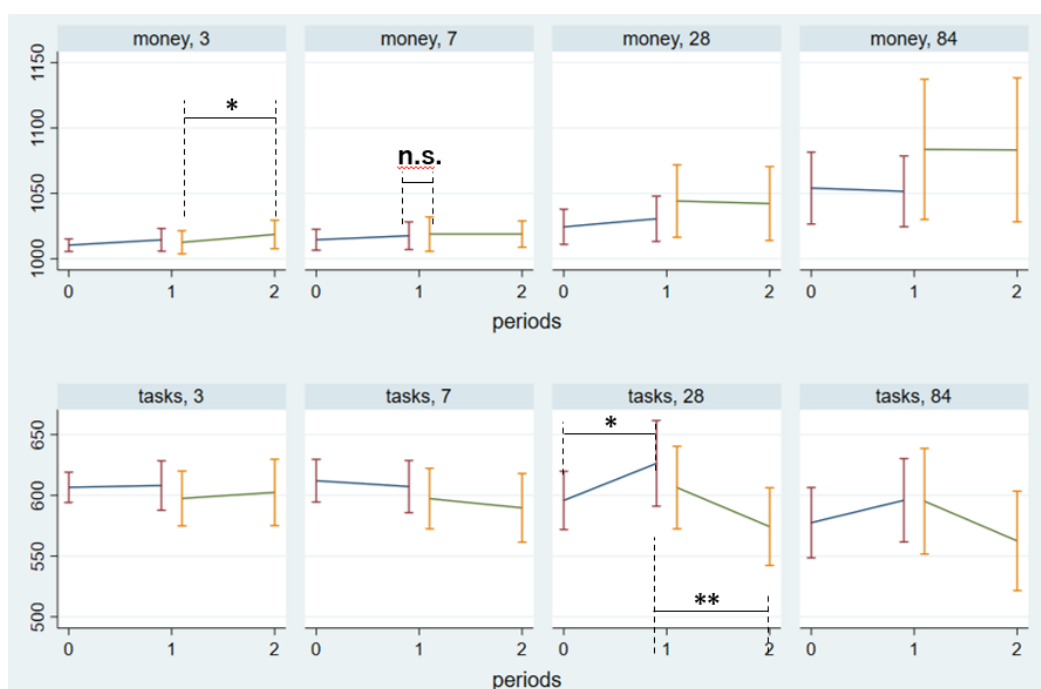 money, 3 money, 7 money, 28 money, 84
1150
1100
1050
1000
*
n.s.
0 1 2 0 1 2 0 1 2 0 1 2
periods
tasks, 3 tasks, 7 tasks, 28 tasks, 84
650
600
550
500
*
**
0 1 2 0 1 2 0 1 2 0 1 2
periods